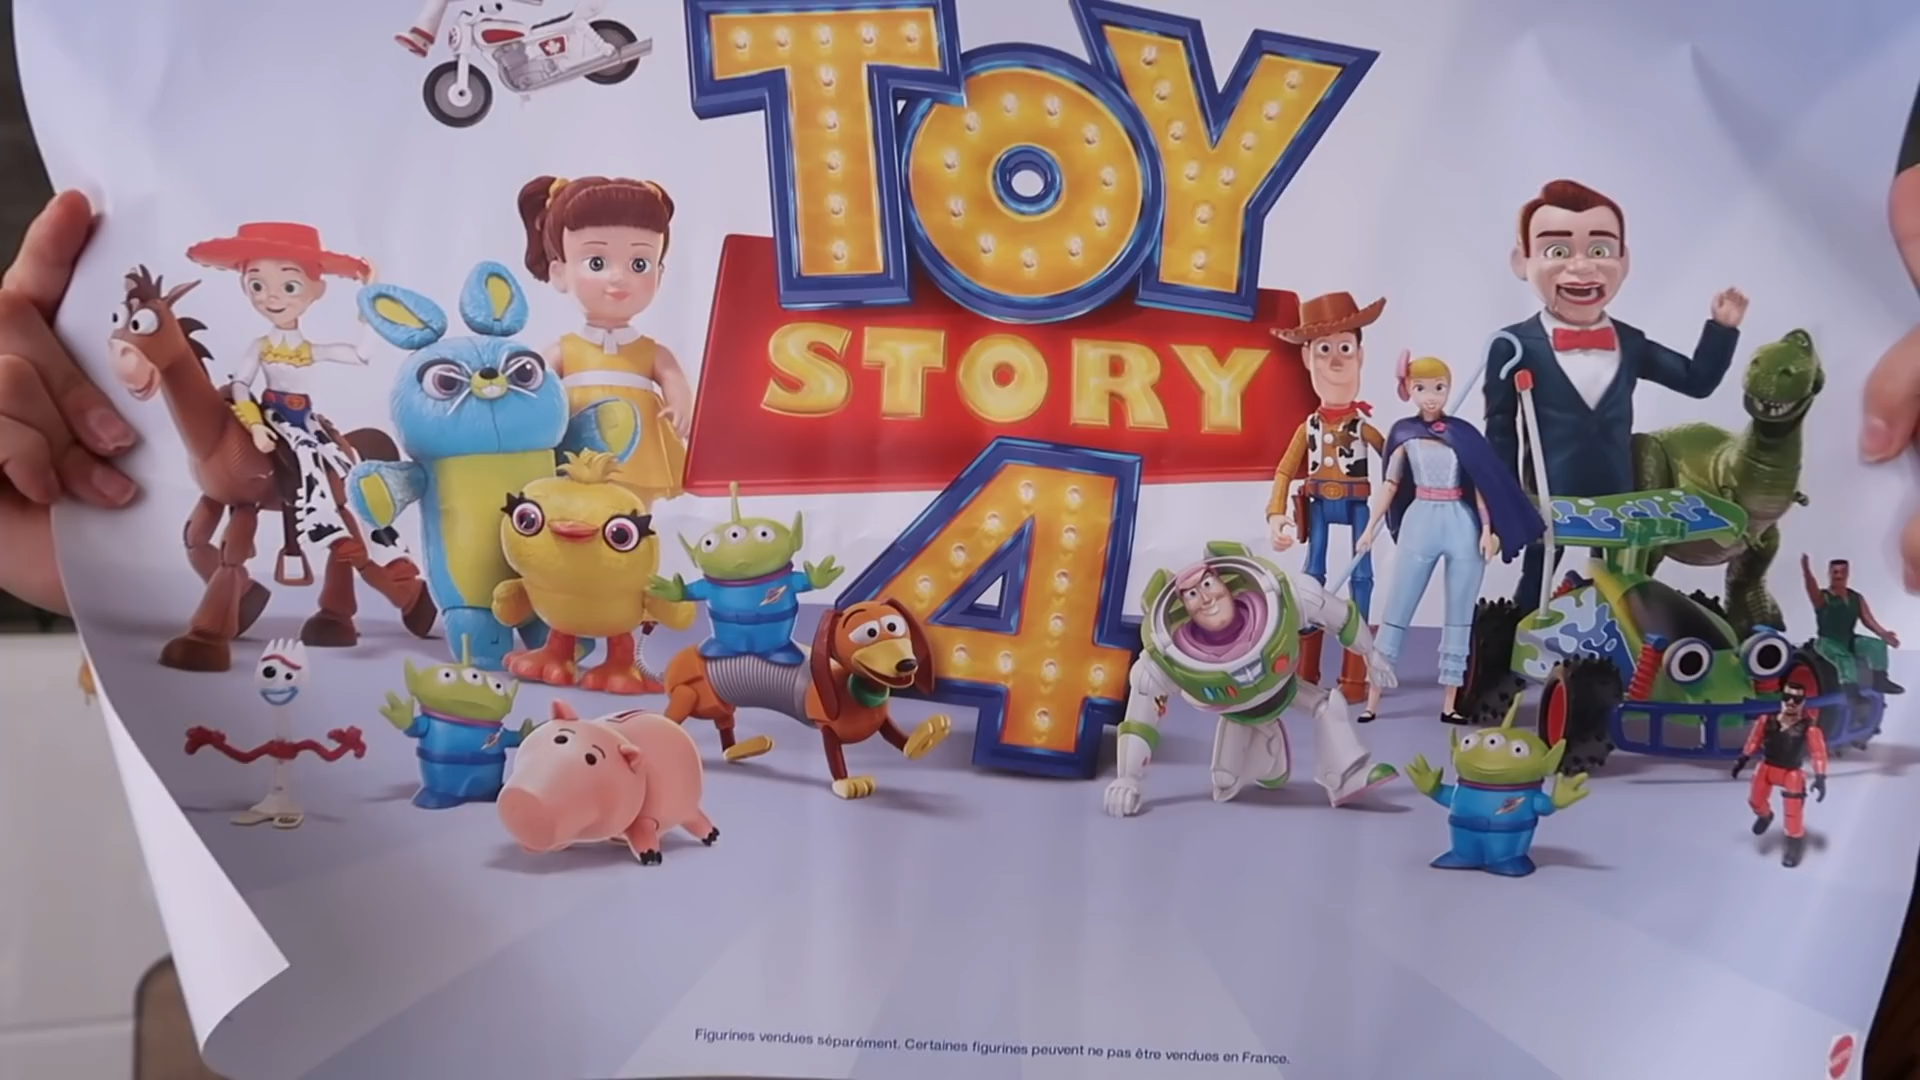 TOY
STORY
4
Figurines vendues séparément. Certaines figurines peuvent ne pas être vendues en France.